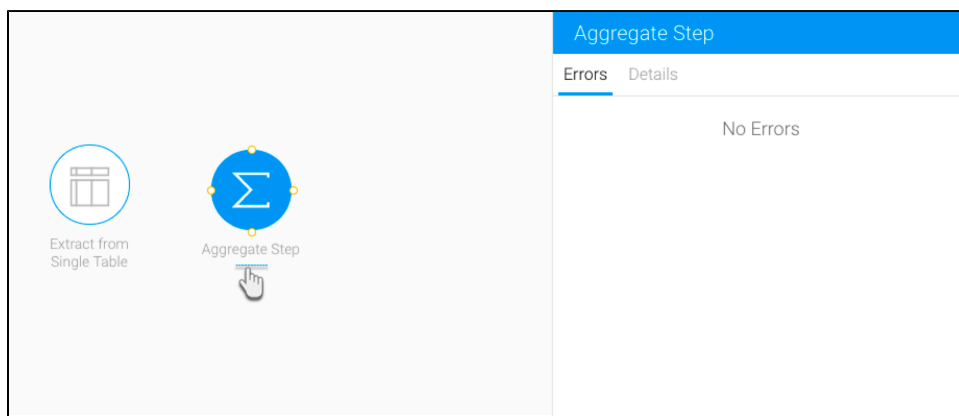 Aggregate Step
Errors Details
No Errors
Extract from
Single Table
Aggregate Step